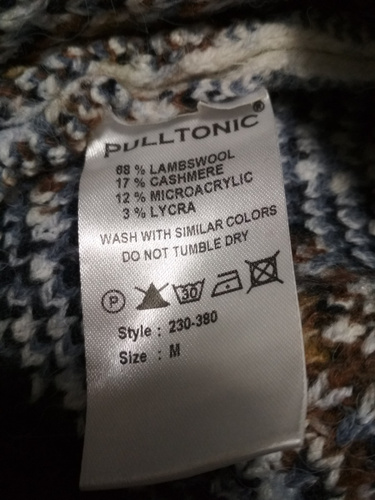 PULLTONIC
68 % LAMBSWOOL
17 % CASHMERE
12 % MICROACRYLIC
3 % LYCRA
WASH WITH SIMILAR COLORS
DO NOT TUMBLE DRY
P 30
Style : 230-380
Size : M